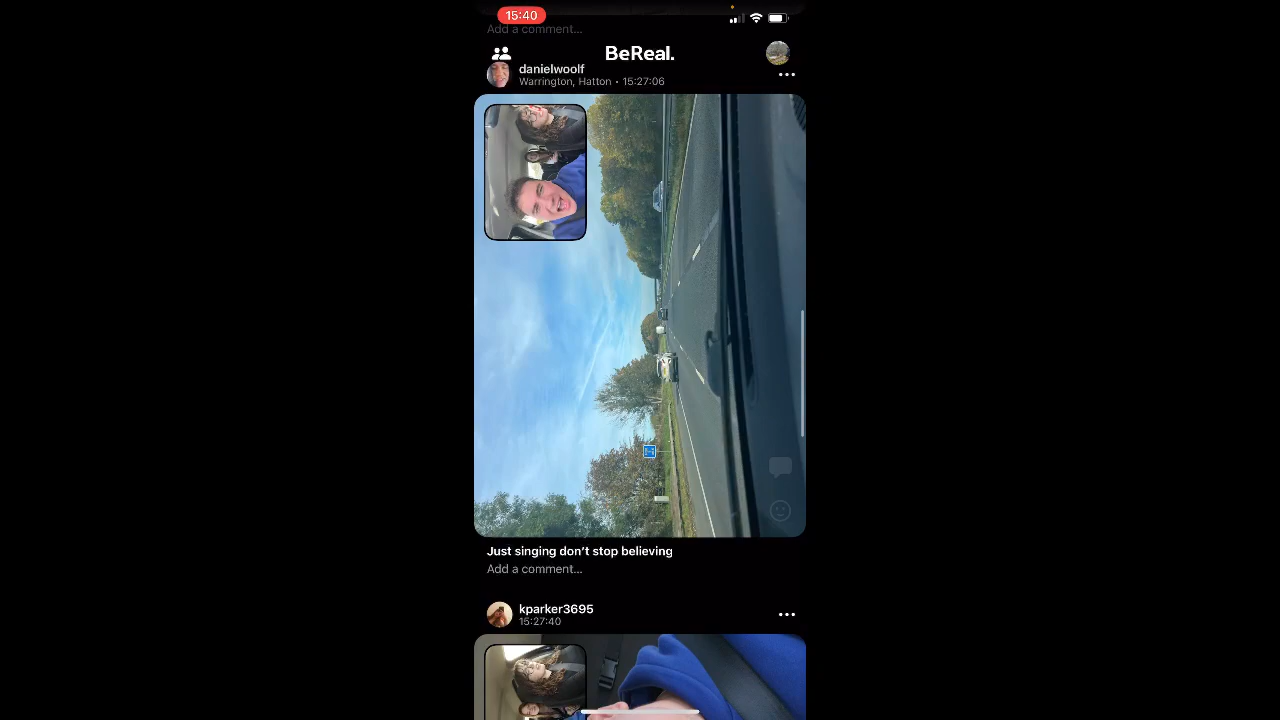 15:40
Add a comment...
BeReal.
danielwoolf
Warrington, Hatton • 15:27:06
Just singing don't stop believing
Add a comment...
kparker3695
15:27:40